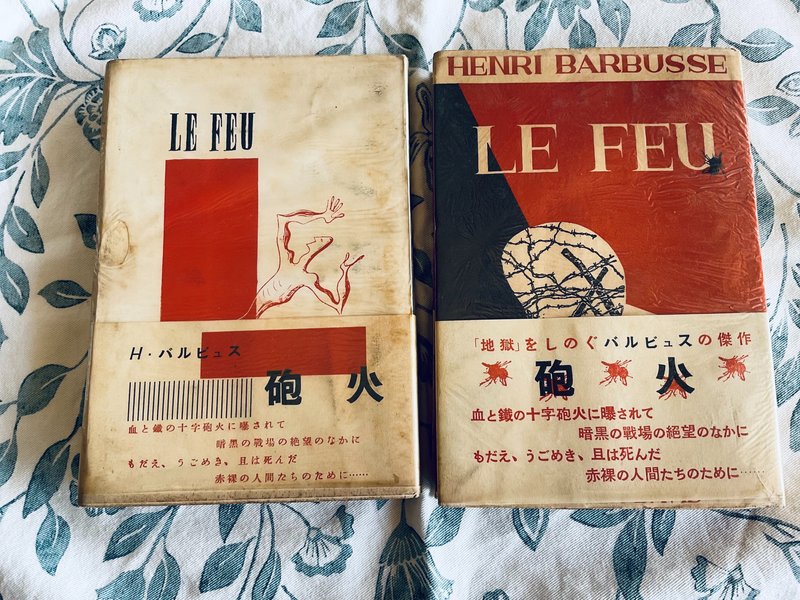 LE FEU
H・バルビュス
砲火
血と鐵の十字砲火に曝されて
暗黒の戰場の絶望のなかに
もだえ、うごめき、且は死んだ
赤裸の人間たちのために……
HENRI BARBUSSE
LE FEU
「地獄」をしのぐバルビュスの傑作
砲火
血と鐵の十字砲火に曝されて
暗黒の戰場の絶望のなかに
もだえ、うごめき、且は死んだ
赤裸の人間たちのために……